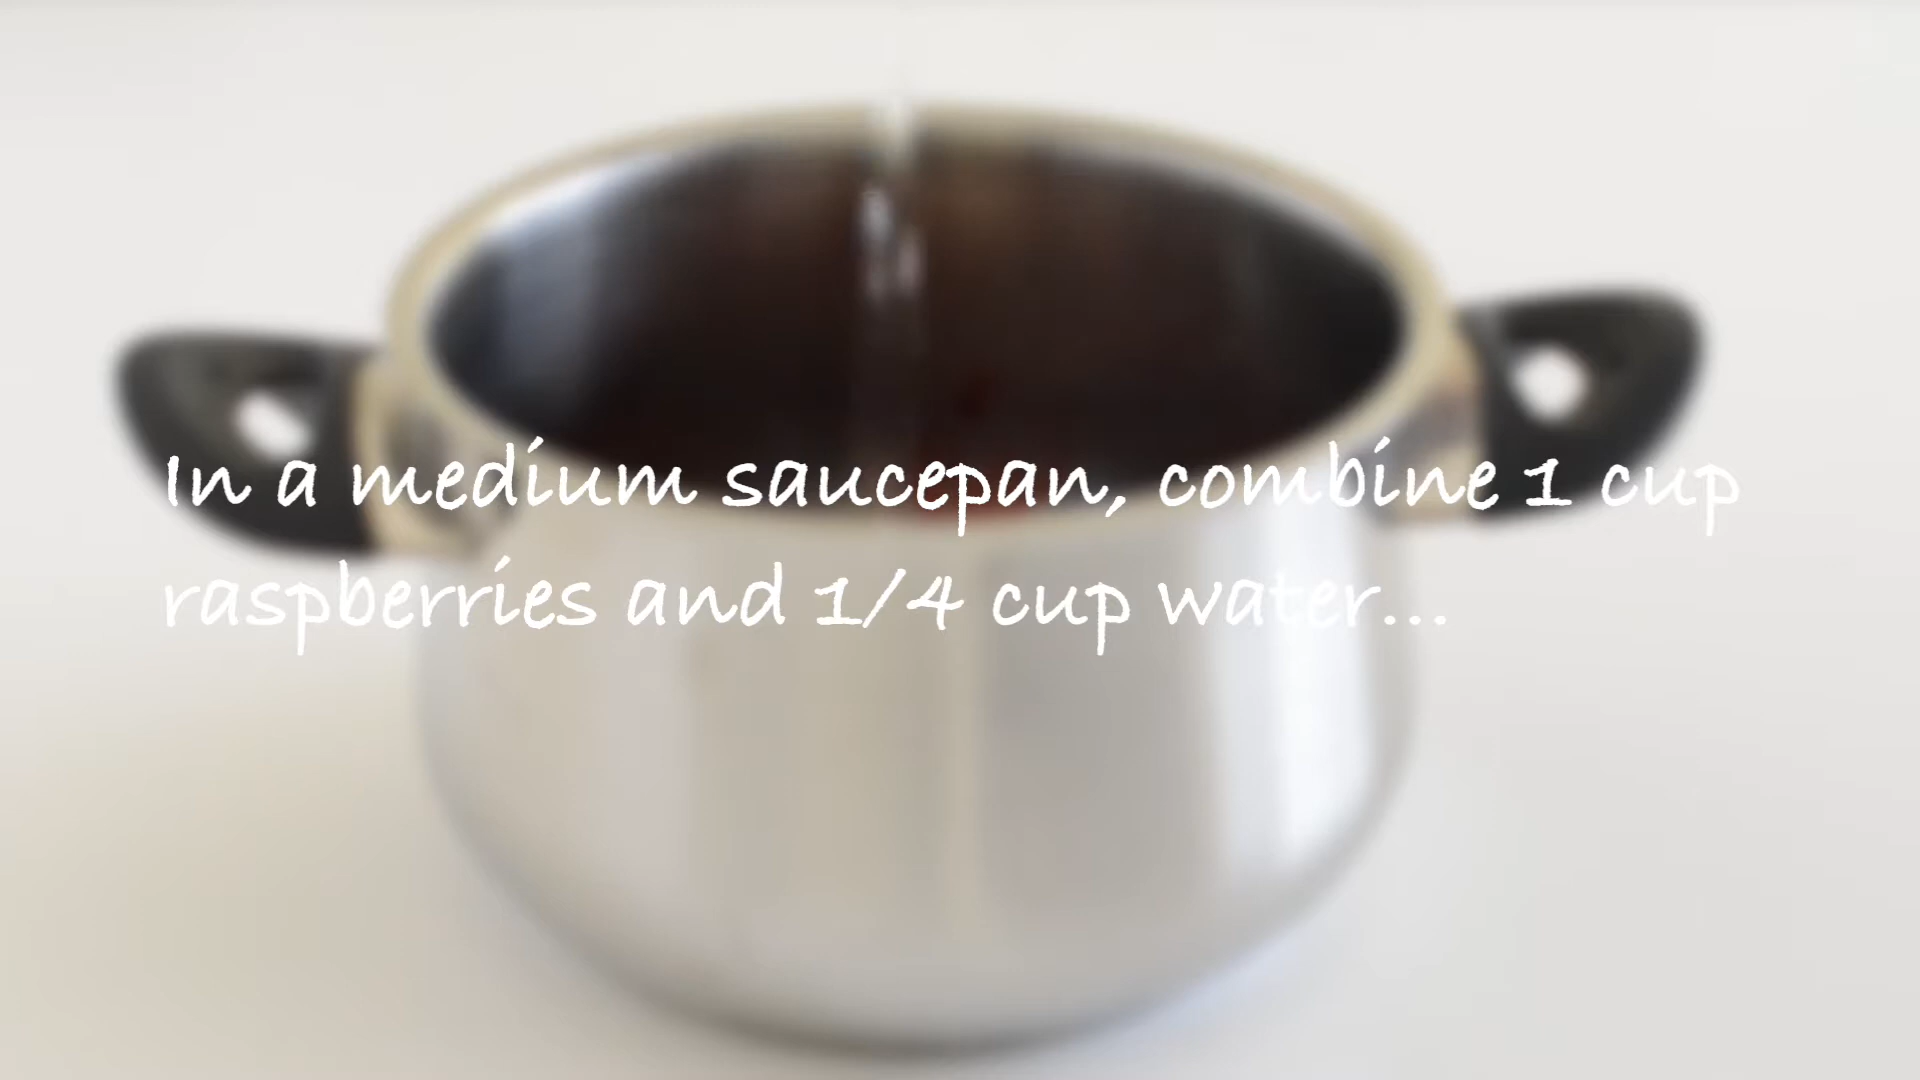 In a medium saucepan, combine 1 cup
raspberries and 1/4 cup water...